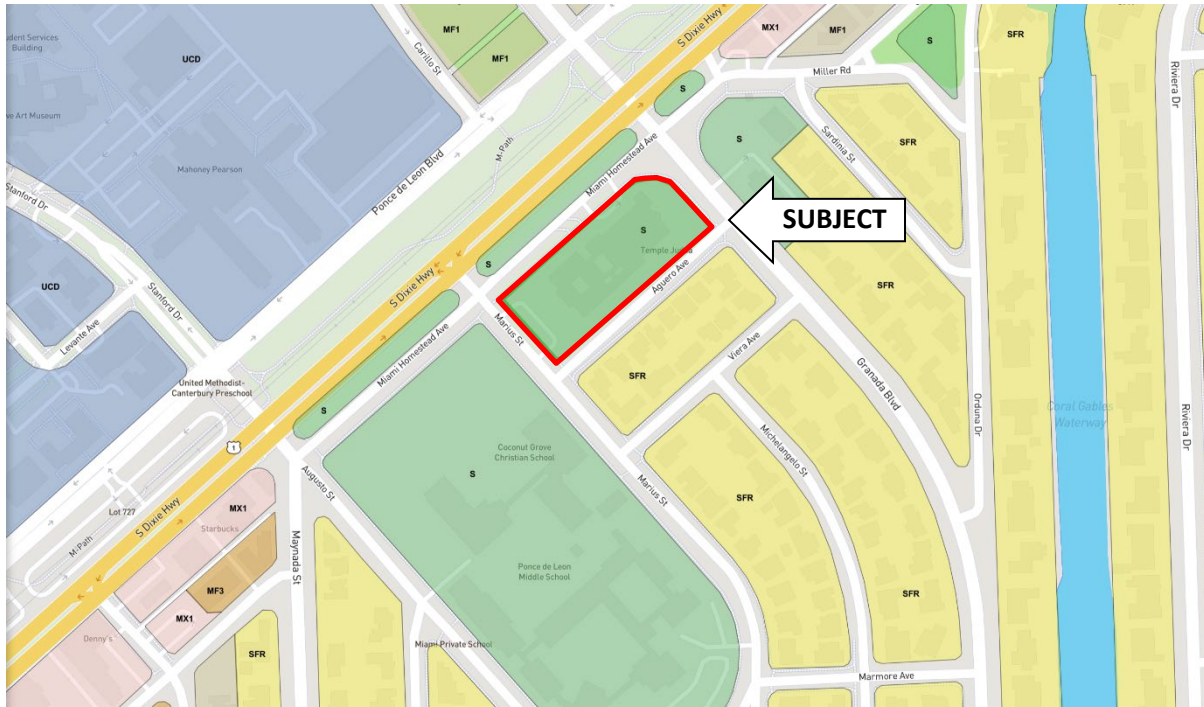 Carillo St
MF1
MF1
S Dixie Hwy
MX1
MF1
S
SFR
Riviera Dr
udent Services
Building
UCD
S
Miller Rd
ve Art Museum
Mahoney Pearson
Ponce de Leon Blvd
M-Path
Miami Homestead Ave
S
Sardinia St
SFR
Stanford Dr
S
Temple Judea
SUBJECT
S Dixie Hwy
S
Aguero Ave
SFR
UCD
Stanford Dr
Levante Ave
Marius St
Miami Homestead Ave
Viera Ave
SFR
Granada Blvd
Orduna Dr
Coral Gables
Waterway
Riviera Dr
United Methodist-
Canterbury Preschool
S
1
Michelangelo St
Coconut Grove
Christian School
S
Marius St
SFR
Augusto St
Lot 727
S Dixie Hwy
MX1
Starbucks
M-Path
Maynada St
Ponce de Leon
Middle School
MF3
MX1
SFR
Denny's
SFR
Miami Private School
Marmore Ave